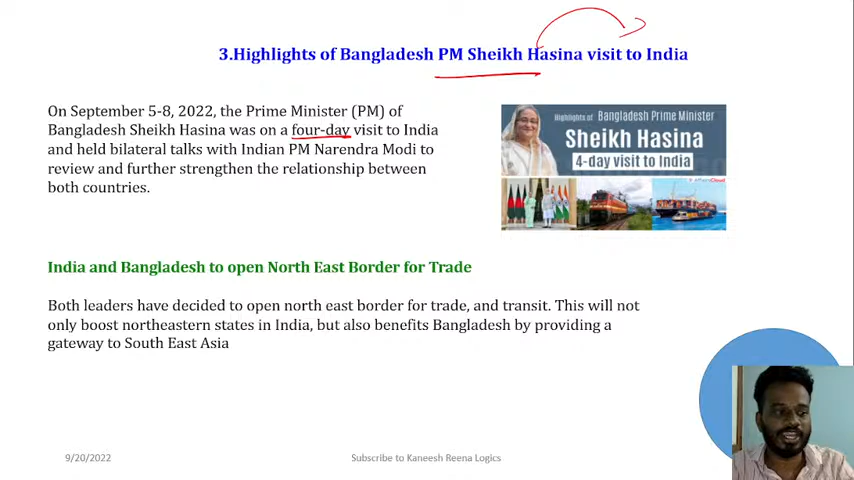 3.Highlights of Bangladesh PM Sheikh Hasina visit to India
On September 5-8, 2022, the Prime Minister (PM) of
Bangladesh Sheikh Hasina was on a four-day visit to India
and held bilateral talks with Indian PM Narendra Modi to
review and further strengthen the relationship between
both countries.
Highlights of Bangladesh Prime Minister
Sheikh Hasina
4-day visit to India
India and Bangladesh to open North East Border for Trade
Both leaders have decided to open north east border for trade, and transit. This will not
only boost northeastern states in India, but also benefits Bangladesh by providing a
gateway to South East Asia
9/20/2022
Subscribe to Kaneesh Reena Logics